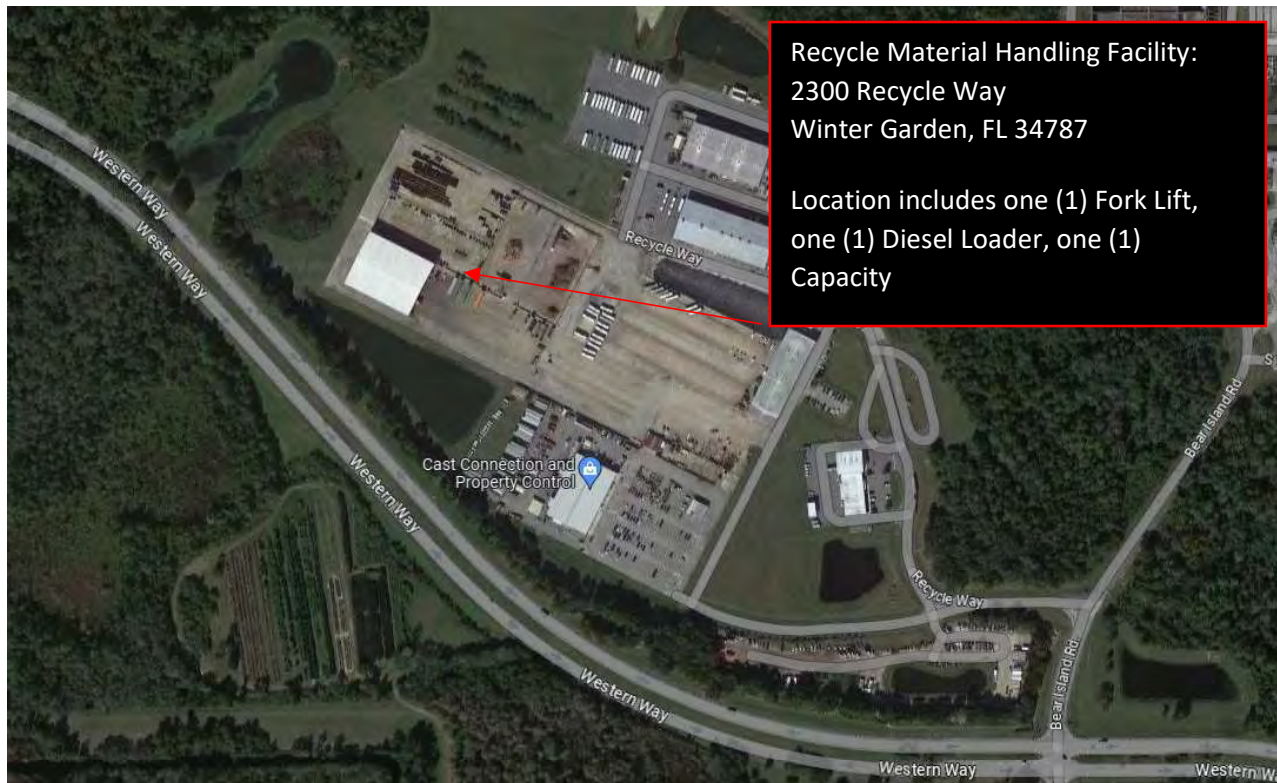 Recycle Material Handling Facility:
2300 Recycle Way
Winter Garden, FL 34787
Location includes one (1) Fork Lift,
one (1) Diesel Loader, one (1)
Capacity
Western Way
Western Way
Recycle Way
Bear Island Rd
S
Cast Connection and
Property Control
Western Way
Recycle Way
Western Way
Bear Island Rd
Western Way
Western W